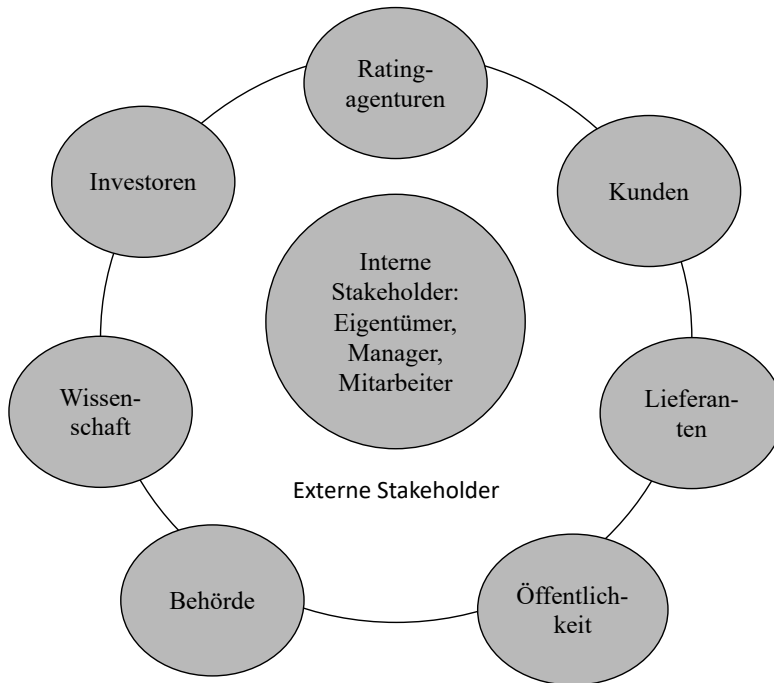 Rating-
agenturen
Investoren
Kunden
Interne
Stakeholder:
Eigentümer,
Manager,
Mitarbeiter
Wissen-
schaft
Lieferan-
ten
Externe Stakeholder
Behörde
Öffentlich-
keit